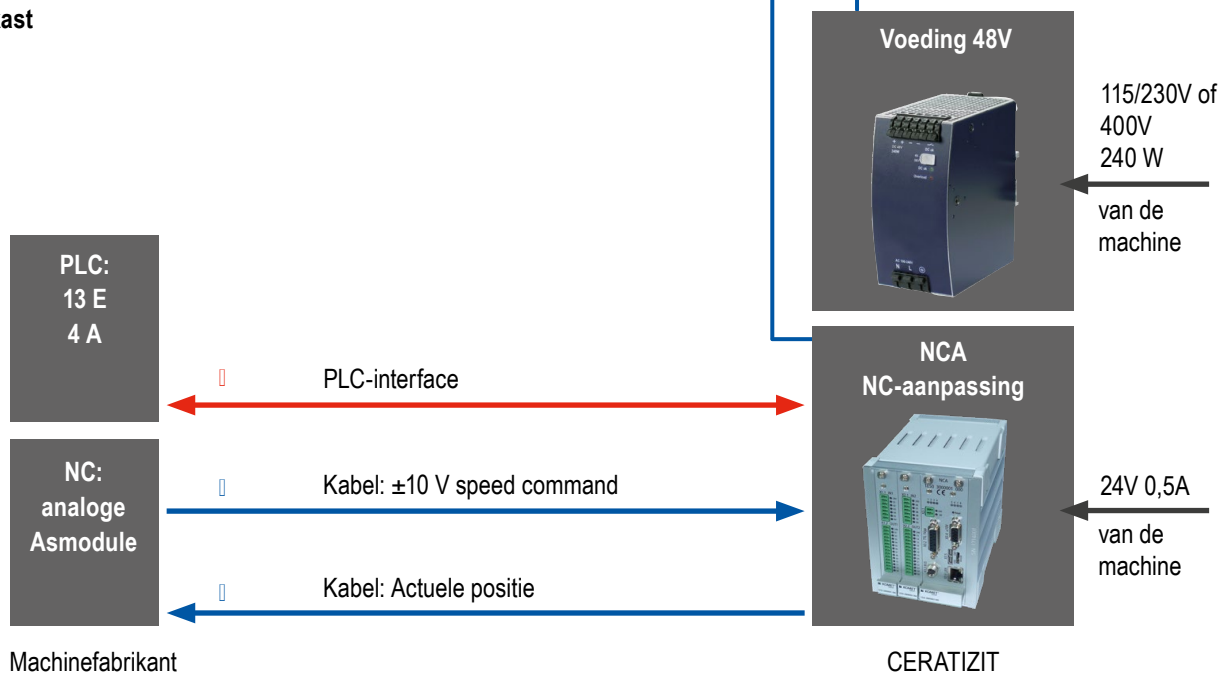 Voeding 48V
115/230V of
400V
240 W
van de
machine
PLC:
13 E
4 A
PLC-interface
NCA
NC-aanpassing
NC:
analoge
Asmodule
Kabel: ±10 V speed command
24V 0,5A
van de
machine
Kabel: Actuele positie
Machinefabrikant
CERATIZIT